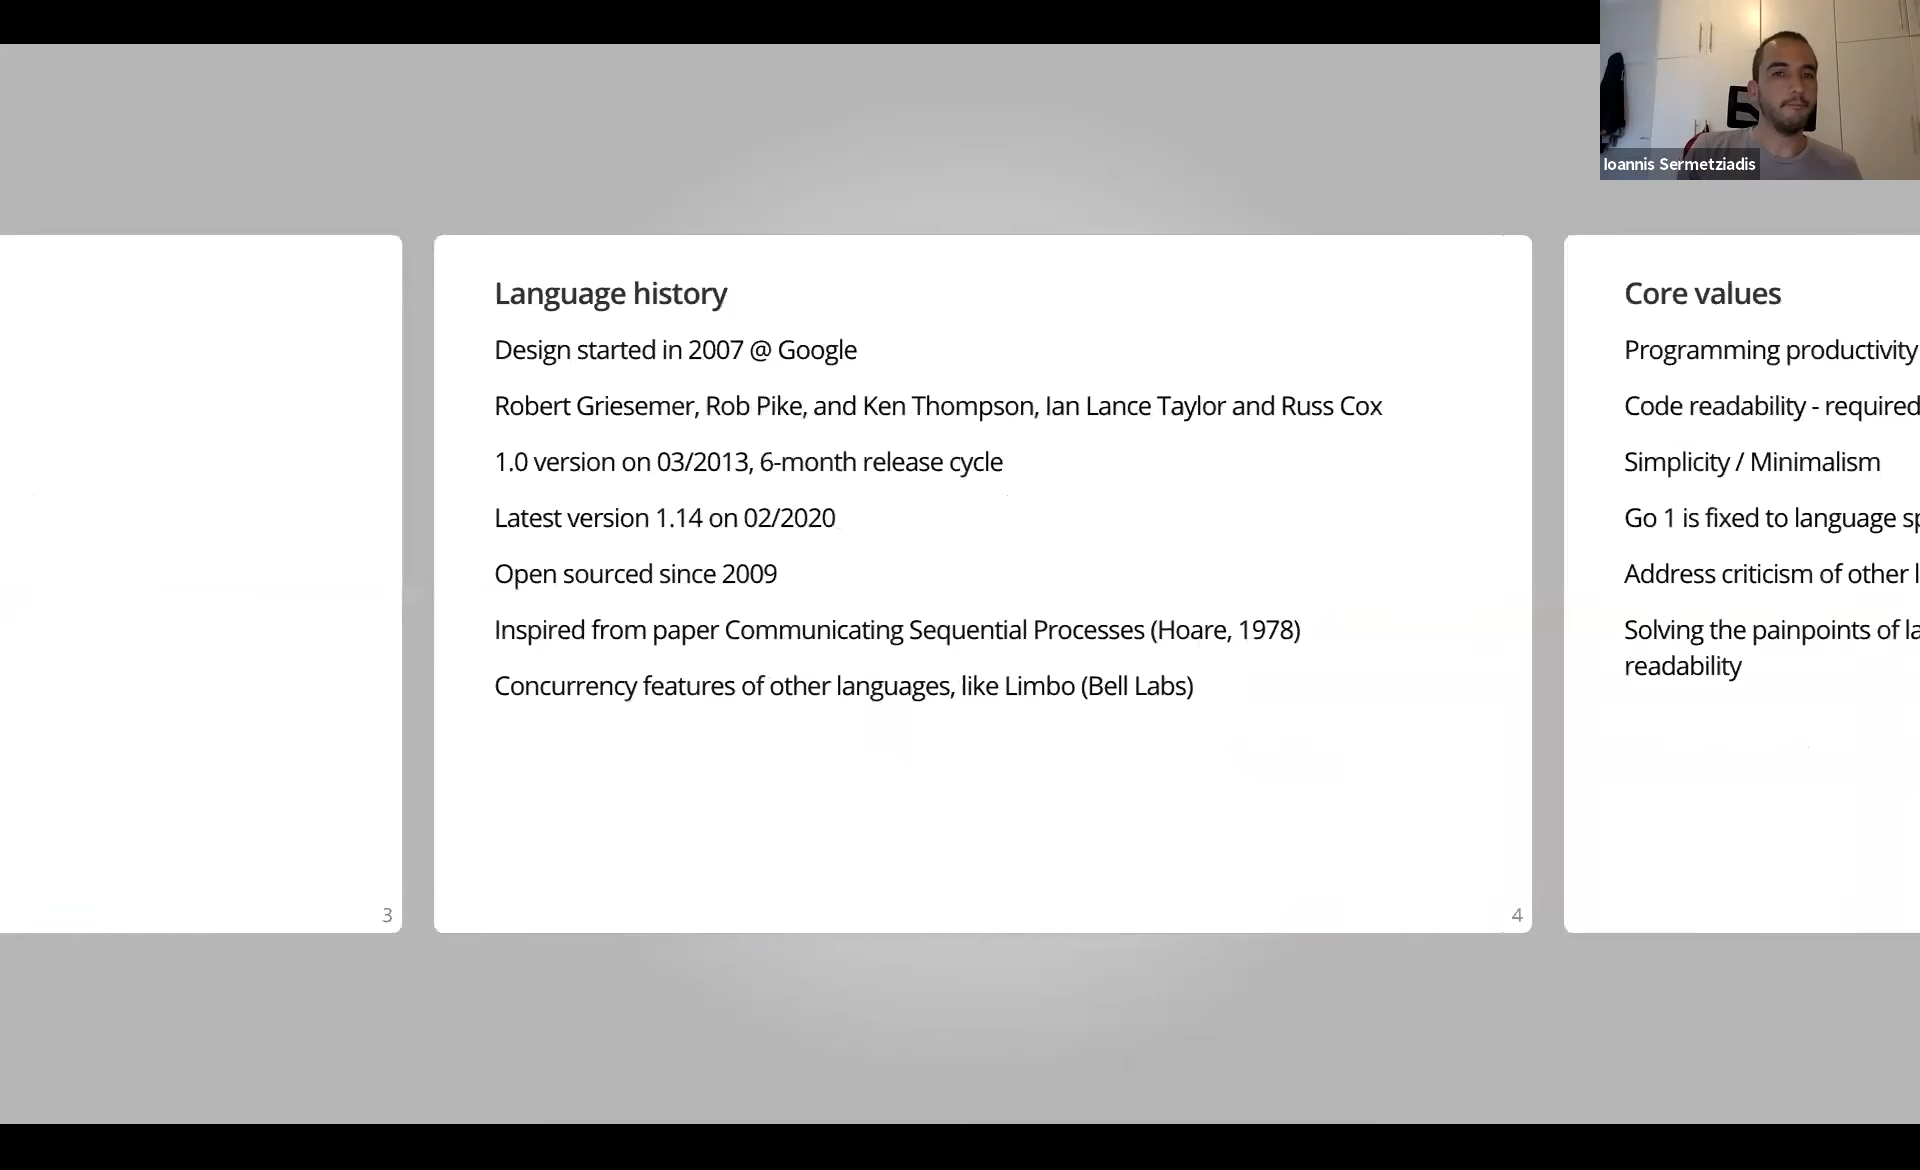 Ioannis Sermetziadis
3
Language history
Design started in 2007 @ Google
Robert Griesemer, Rob Pike, and Ken Thompson, Ian Lance Taylor and Russ Cox
1.0 version on 03/2013, 6-month release cycle
Latest version 1.14 on 02/2020
Open sourced since 2009
Inspired from paper Communicating Sequential Processes (Hoare, 1978)
Concurrency features of other languages, like Limbo (Bell Labs)
4
Core values
Programming productivity
Code readability - required
Simplicity / Minimalism
Go 1 is fixed to language
Address criticism of other
Solving the painpoints of
readability